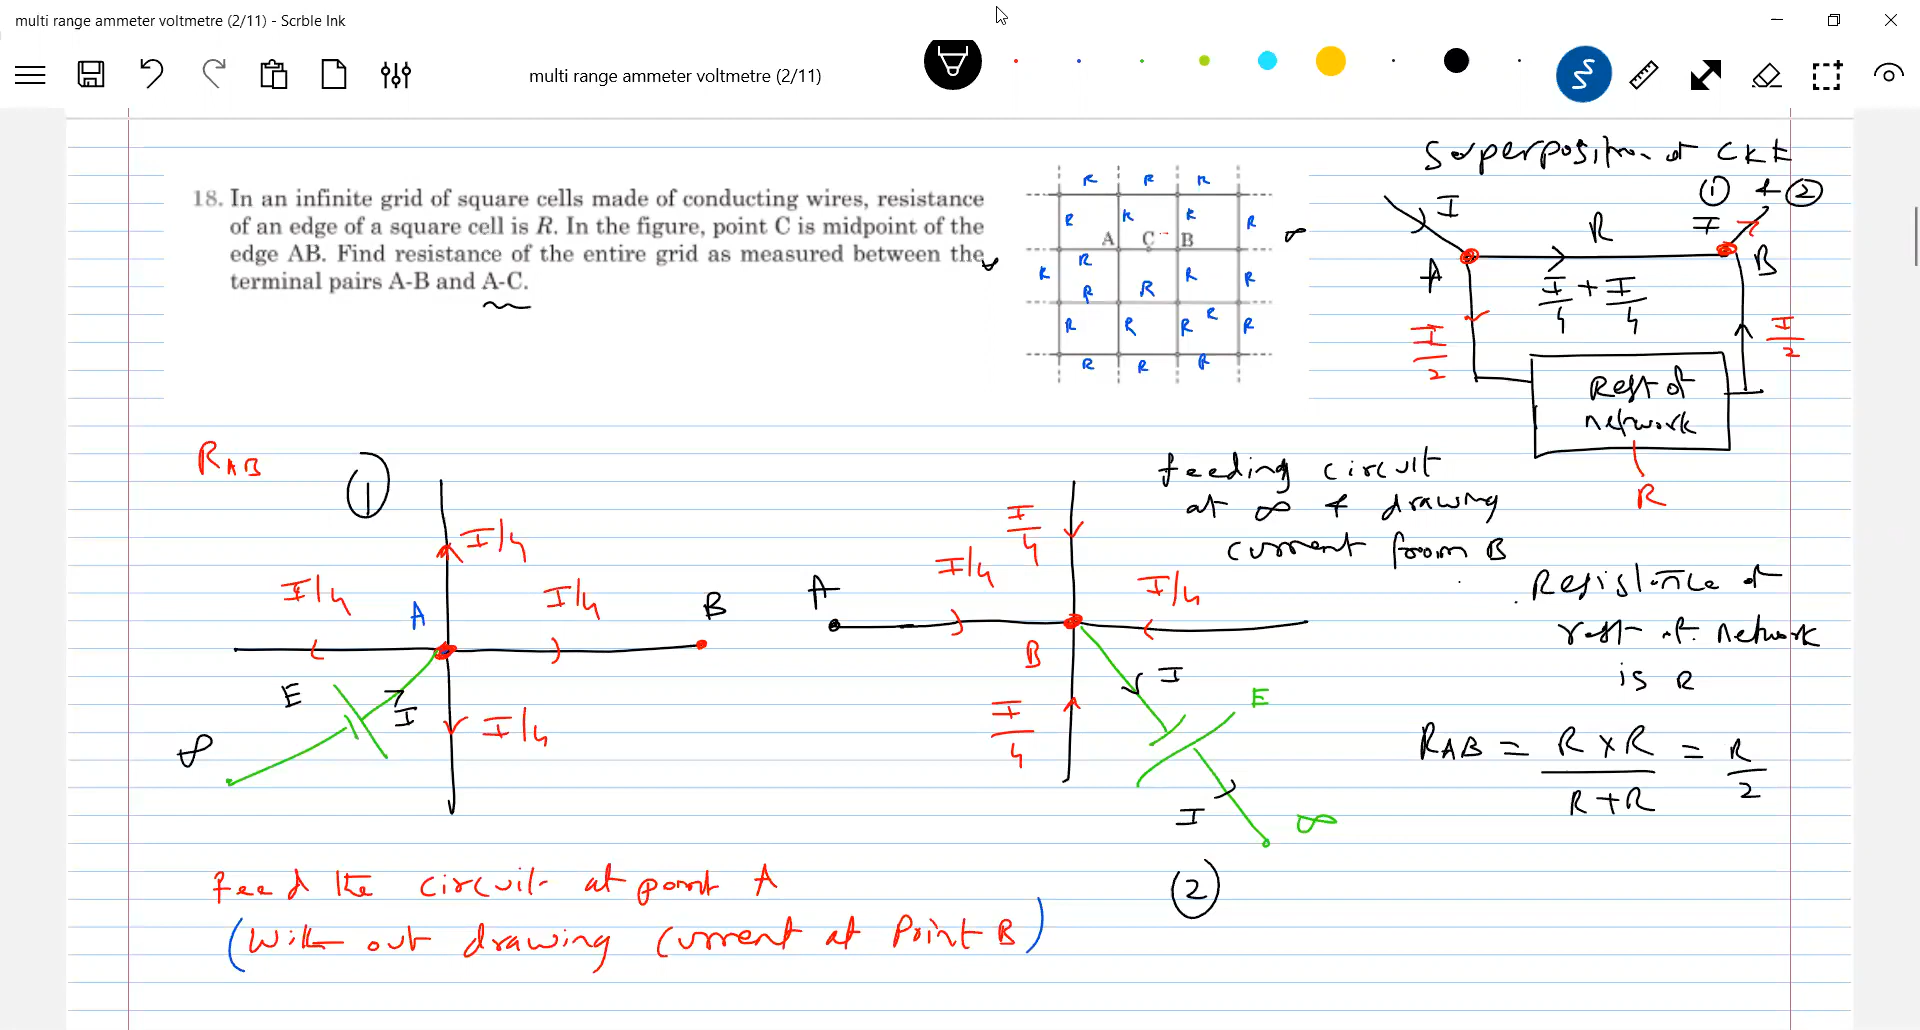 multi range ammeter voltmetre (2/11) - Scrble Ink
multi range ammeter voltmetre (2/11)
18. In an infinite grid of square cells made of conducting wires, resistance
of an edge of a square cell is R. In the figure, point C is midpoint of the
edge AB. Find resistance of the entire grid as measured between the
terminal pairs A-B and A-C.
R R R
R R R R
A C B ∞
R R
R R R R
R R R R R
R R R
Superposition of CKt
① & ②
I I
R
A B
I/4 + I/4
I/2 I/2
Rest of
network
R
RAB
①
I/4
I/4 I/4
A B
E I
I/4
∞
feeding circuit
at ∞ & drawing
current from B
I/4
I/4 I/4
A
B
I/4
I E
I ∞
②
Resistance of
rest of network
is R
RAB = R × R / R + R = R/2
feed the circuit at point A
(With out drawing current at Point B)